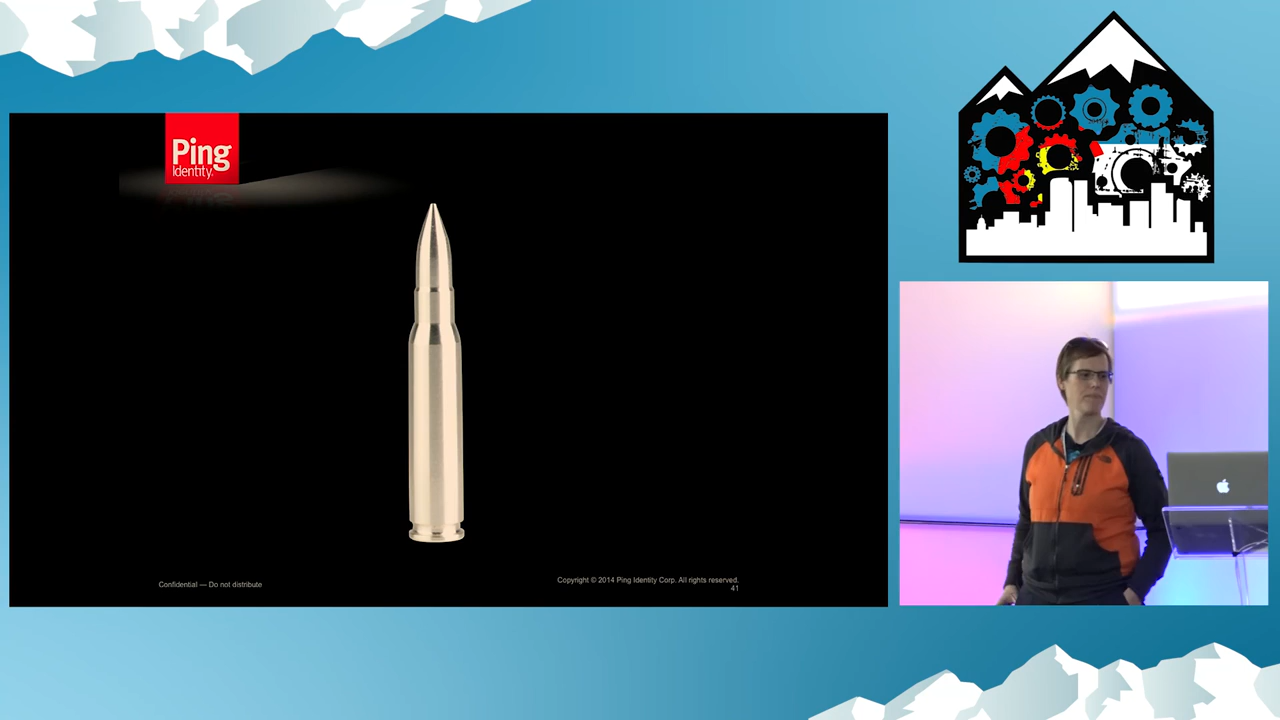 Ping
Identity.
Confidential — Do not distribute
Copyright © 2014 Ping Identity Corp. All rights reserved.
41